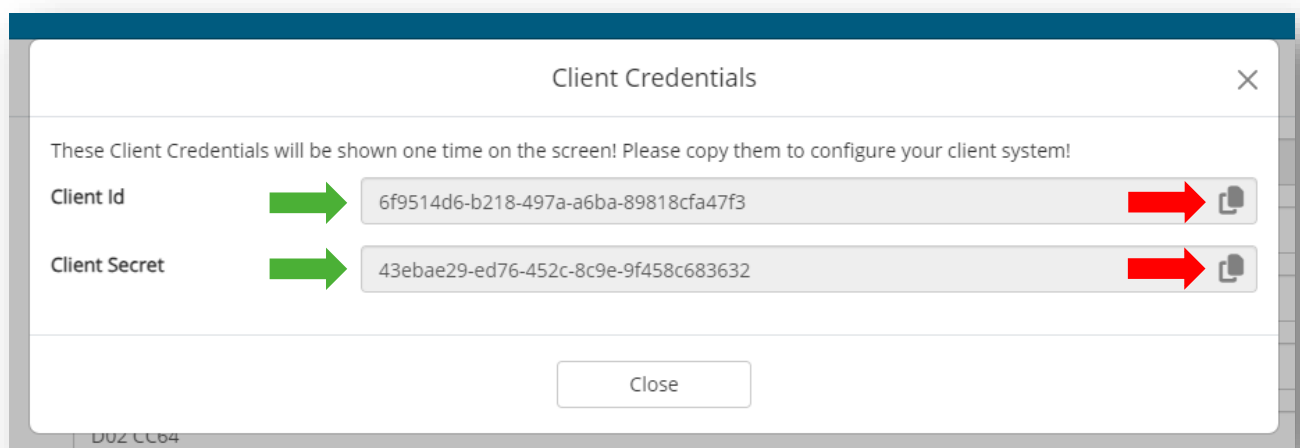 Client Credentials
These Client Credentials will be shown one time on the screen! Please copy them to configure your client system!
Client Id
6f9514d6-b218-497a-a6ba-89818cfa47f3
Client Secret
43ebae29-ed76-452c-8c9e-9f458c683632
Close
D02 CC64